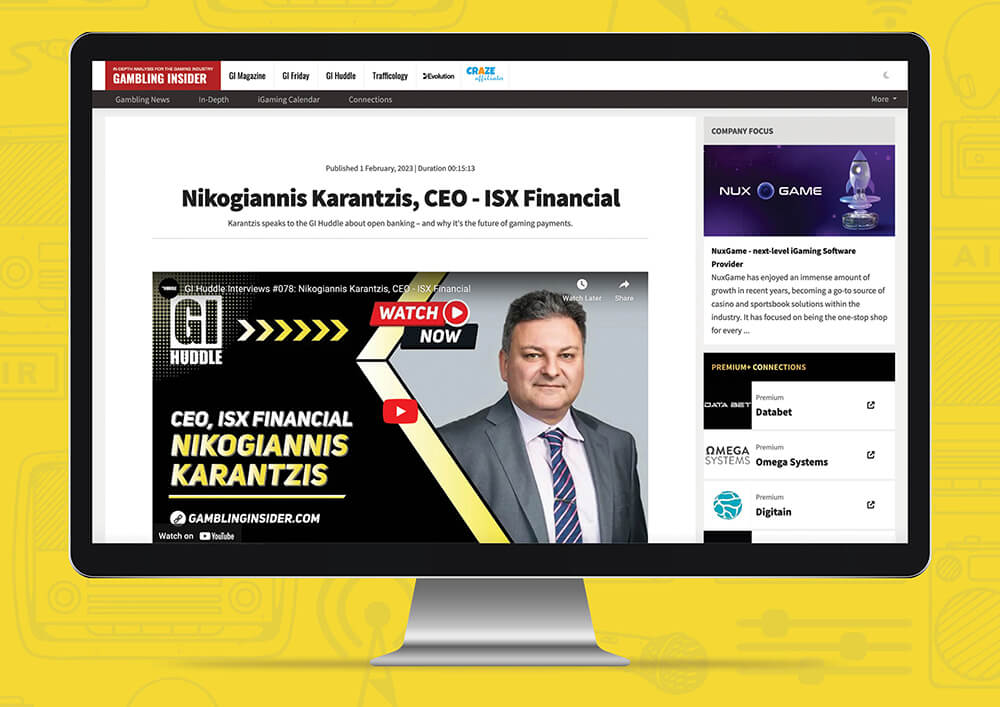 IN-DEPTH ANALYSIS FOR THE GAMING INDUSTRY
GAMBLING INSIDER
GI Magazine
GI Friday
GI Huddle
Trafficology
Evolution
CRAZE
affiliates
Gambling News
In-Depth
iGaming Calendar
Connections
More
Published 1 February, 2023 | Duration 00:15:13
Nikogiannis Karantzis, CEO - ISX Financial
Karantzis speaks to the GI Huddle about open banking – and why it's the future of gaming payments.
GI Huddle Interviews #078: Nikogiannis Karantzis, CEO - ISX Financial
Watch Later
Share
GI
HUDDLE
WATCH
NOW
CEO, ISX FINANCIAL
NIKOGIANNIS
KARANTZIS
GAMBLINGINSIDER.COM
Watch on YouTube
COMPANY FOCUS
NUX GAME
NuxGame - next-level iGaming Software
Provider
NuxGame has enjoyed an immense amount of
growth in recent years, becoming a go-to source of
casino and sportsbook solutions within the
industry. It has focused on being the one-stop shop
for every ...
PREMIUM+ CONNECTIONS
DATA BET
Premium
Databet
OMEGA
SYSTEMS
Premium
Omega Systems
Premium
Digitain
AIR
AI